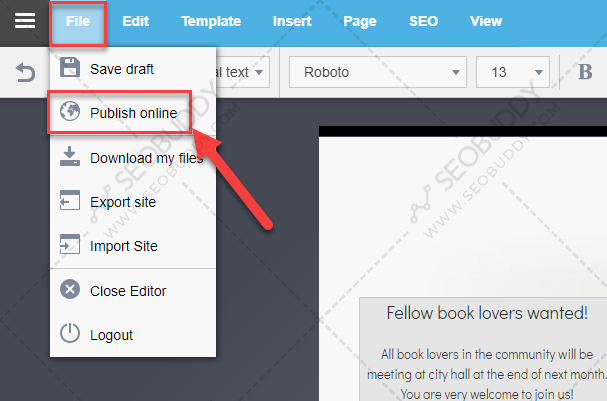 File Edit Template Insert Page SEO View
al text Roboto 13 B
Save draft
Publish online
Download my files
Export site
Import Site
Close Editor
Logout
Fellow book lovers wanted!
All book lovers in the community will be
meeting at city hall at the end of next month.
You are very welcome to join us!
SEOBUDDY
WWW.SEOBUDDY.COM
SEOBUDDY
WWW.SEOBUDDY.COM